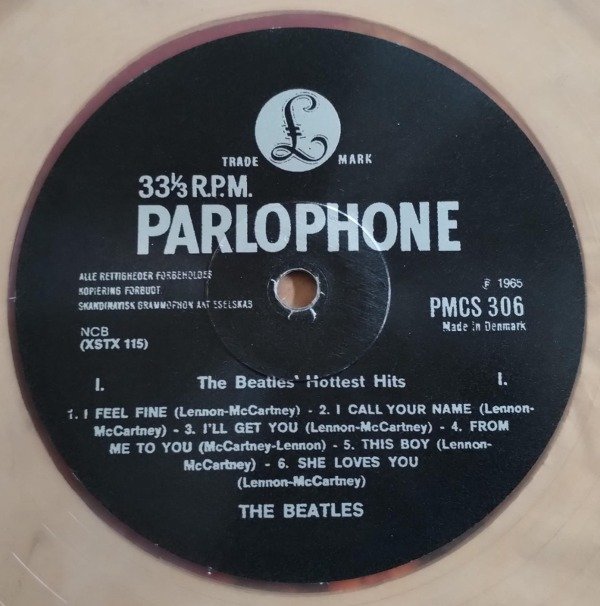 £
TRADE MARK
33⅓ R.P.M.
PARLOPHONE
ALLE RETTIGHEDER FORBEHOLDES
KOPIERING FORBUDT
SKANDINAVISK GRAMMOPHON AKTIESELSKAB
℗ 1965
PMCS 306
Made in Denmark
NCB
(XSTX 115)
I. The Beatles' Hottest Hits I.
1. I FEEL FINE (Lennon-McCartney) - 2. I CALL YOUR NAME (Lennon-
McCartney) - 3. I'LL GET YOU (Lennon-McCartney) - 4. FROM
ME TO YOU (McCartney-Lennon) - 5. THIS BOY (Lennon-
McCartney) - 6. SHE LOVES YOU
(Lennon-McCartney)
THE BEATLES